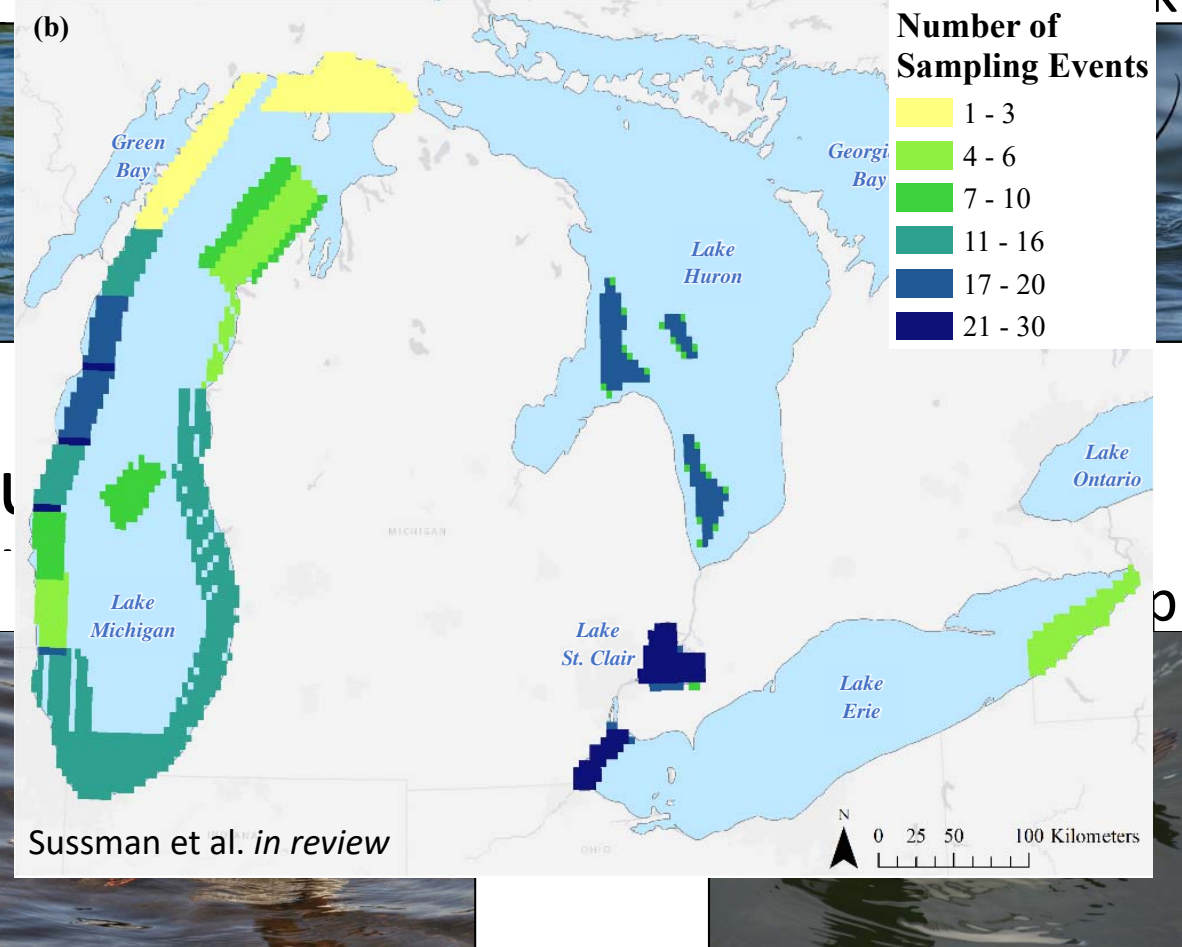 (b)
Number of
Sampling Events
1 - 3
4 - 6
7 - 10
11 - 16
17 - 20
21 - 30
Green
Bay
Bay
Lake
Huron
Lake
Ontario
MICHIGAN
Lake
Michigan
Lake
St. Clair
Lake
Erie
Sussman et al. in review
OHIO
N
0 25 50 100 Kilometers